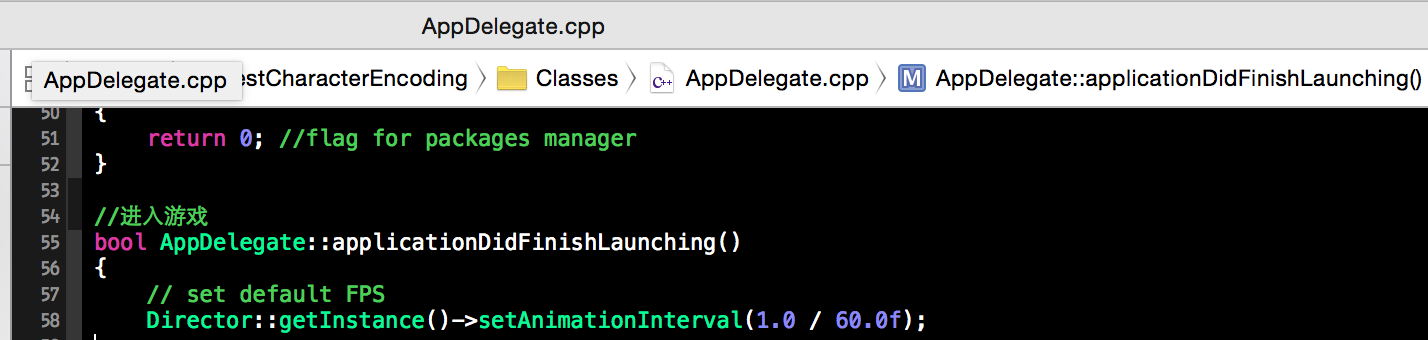 AppDelegate.cpp
AppDelegate.cpp estCharacterEncoding Classes C++ AppDelegate.cpp M AppDelegate::applicationDidFinishLaunching()
50 {
51 return 0; //flag for packages manager
52 }
53
54 //进入游戏
55 bool AppDelegate::applicationDidFinishLaunching()
56 {
57 // set default FPS
58 Director::getInstance()->setAnimationInterval(1.0 / 60.0f);